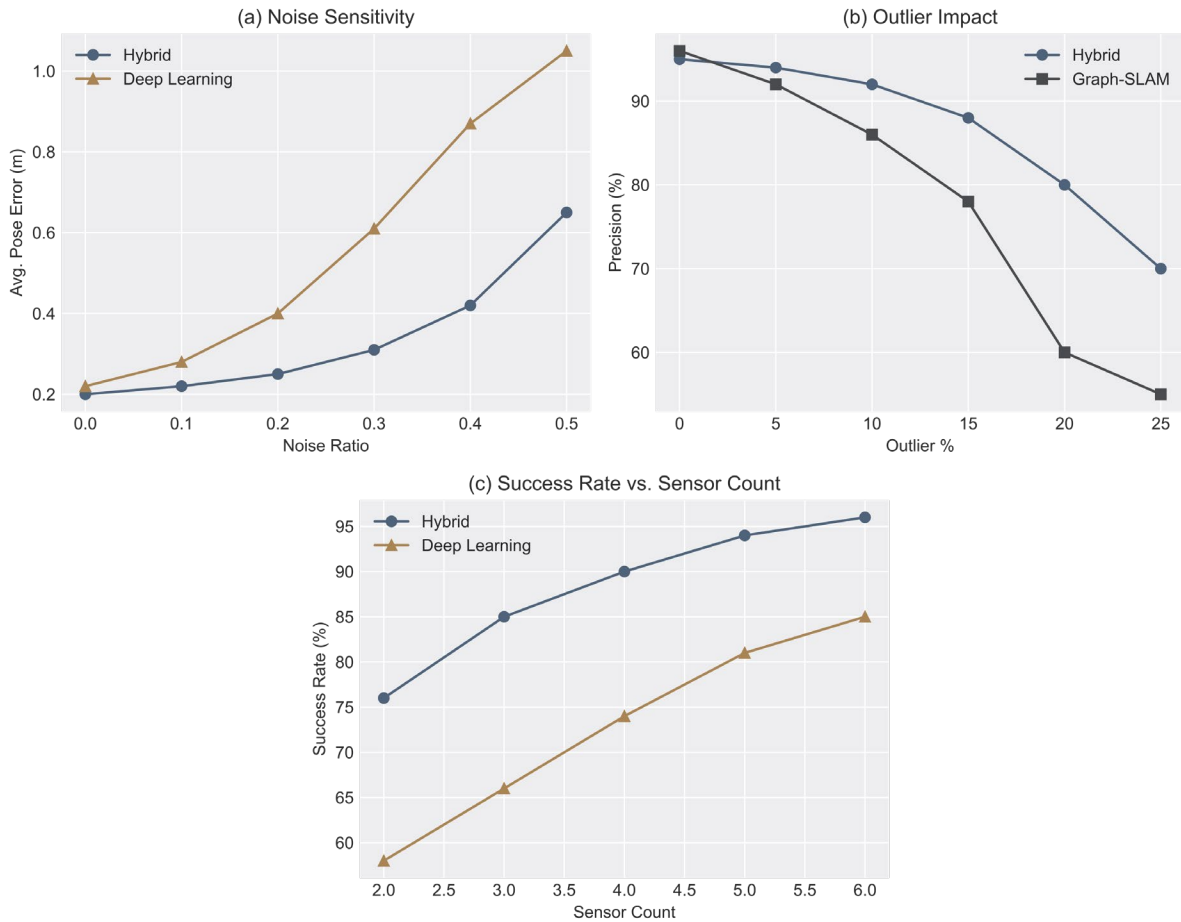 (a) Noise Sensitivity
Hybrid
Deep Learning
Avg. Pose Error (m)
1.0
0.8
0.6
0.4
0.2
0.0 0.1 0.2 0.3 0.4 0.5
Noise Ratio
(b) Outlier Impact
Hybrid
Graph-SLAM
Precision (%)
90
80
70
60
0 5 10 15 20 25
Outlier %
(c) Success Rate vs. Sensor Count
Hybrid
Deep Learning
Success Rate (%)
95
90
85
80
75
70
65
60
2.0 2.5 3.0 3.5 4.0 4.5 5.0 5.5 6.0
Sensor Count